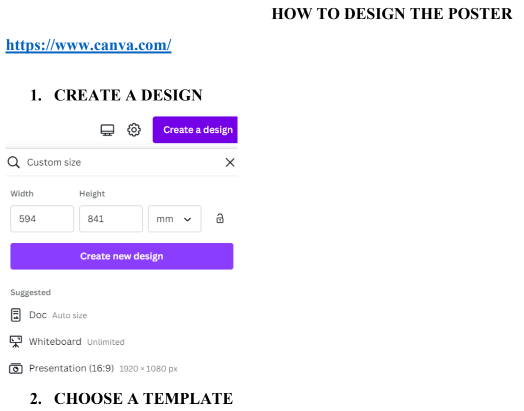 HOW TO DESIGN THE POSTER
https://www.canva.com/
1. CREATE A DESIGN
Create a design
Custom size
Width Height
594 841 mm
Create new design
Suggested
Doc Auto size
Whiteboard Unlimited
Presentation (16:9) 1920 × 1080 px
2. CHOOSE A TEMPLATE